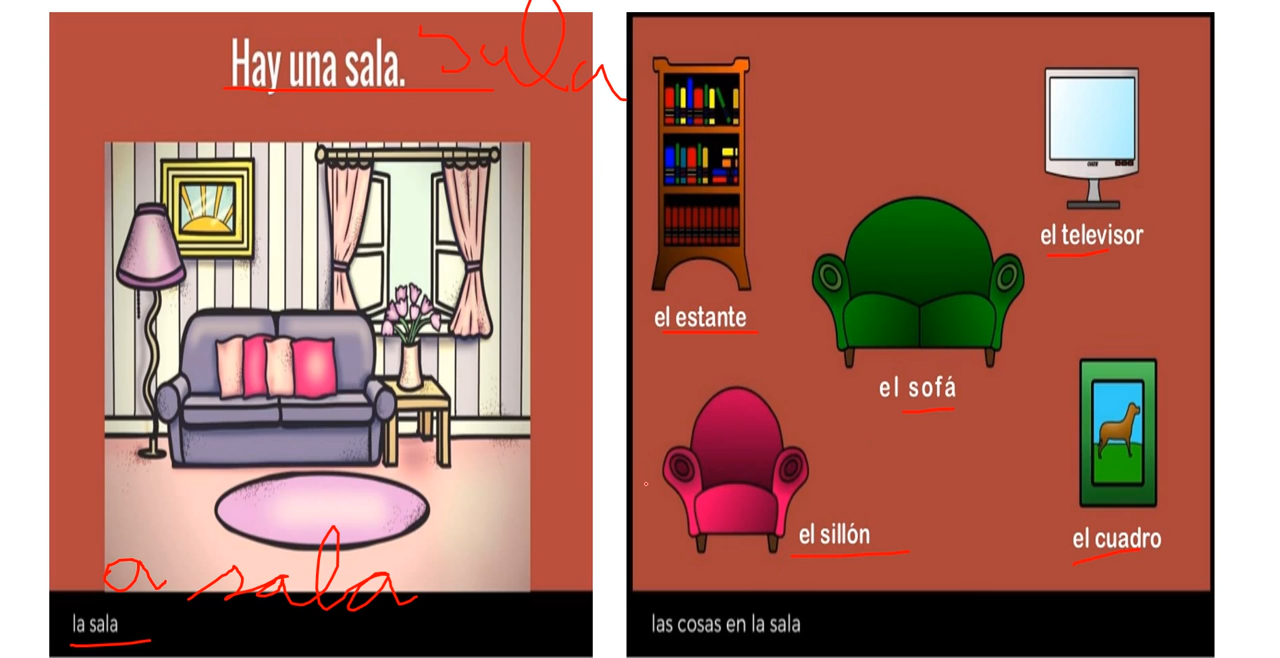 Hay una sala.
sala
a sala
la sala
el estante
el televisor
el sofá
el sillón
el cuadro
las cosas en la sala